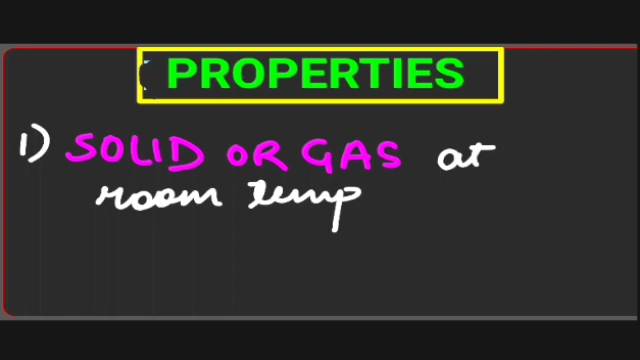 PROPERTIES
1) SOLID OR GAS at
room temp